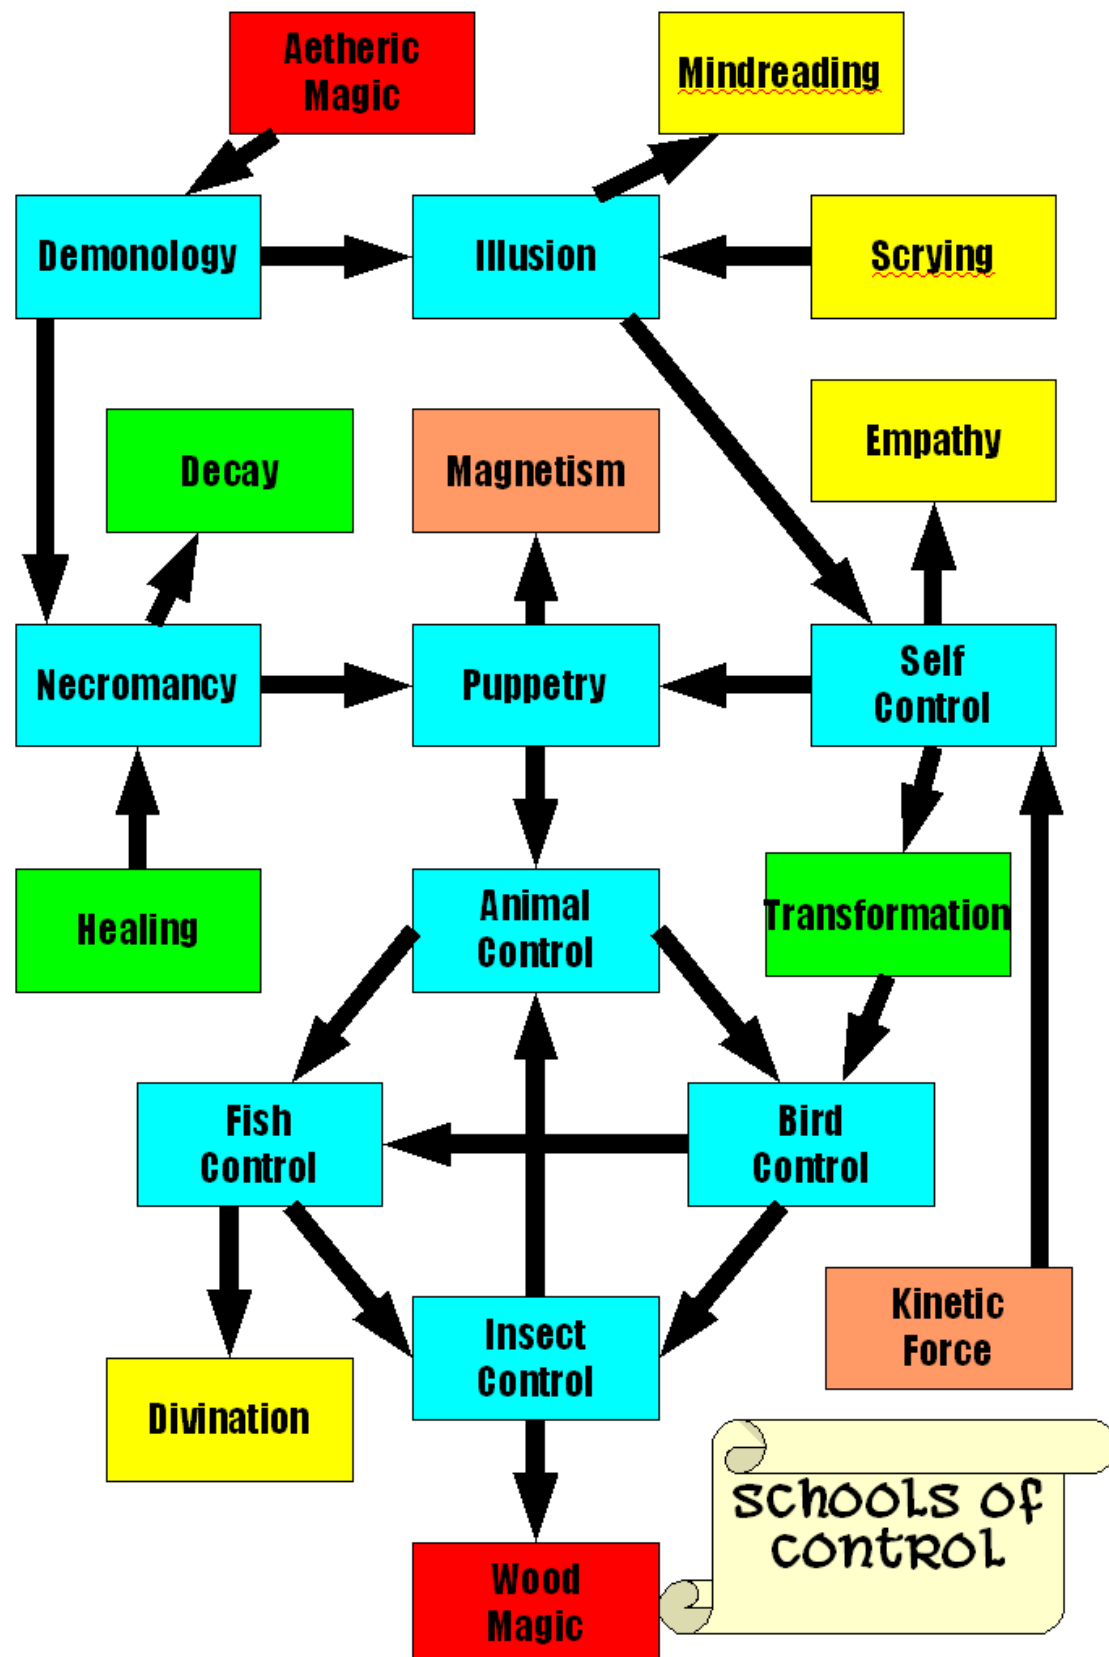 Aetheric
Magic
Mindreading
Demonology
Illusion
Scrying
Decay
Magnetism
Empathy
Necromancy
Puppetry
Self
Control
Healing
Animal
Control
Transformation
Fish
Control
Bird
Control
Insect
Control
Kinetic
Force
Divination
Schools of
Control
Wood
Magic